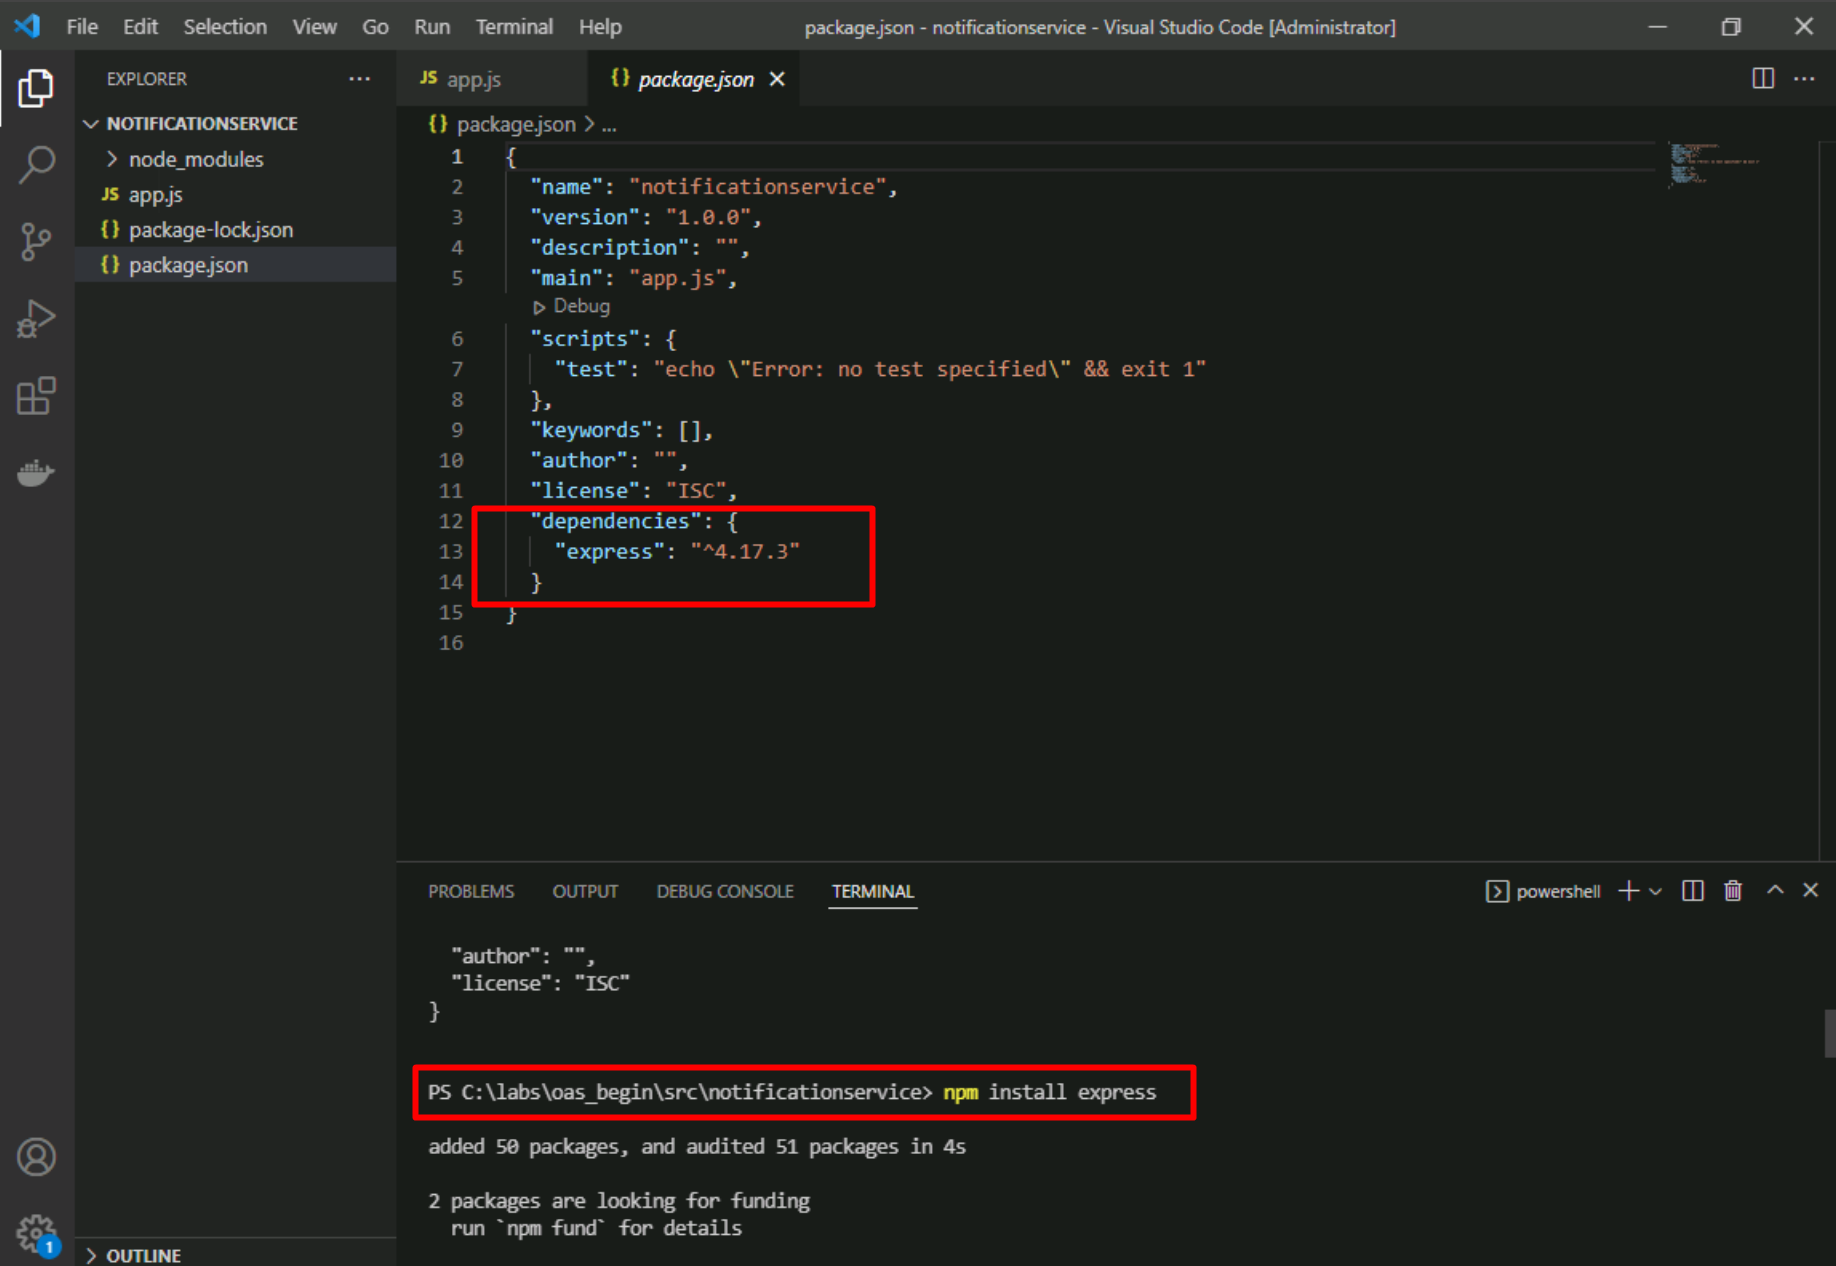 File Edit Selection View Go Run Terminal Help package.json - notificationservice - Visual Studio Code [Administrator]
EXPLORER ...
NOTIFICATIONSERVICE
node_modules
JS app.js
{} package-lock.json
{} package.json
OUTLINE
1
JS app.js {} package.json
{} package.json > ...
1 {
2 "name": "notificationservice",
3 "version": "1.0.0",
4 "description": "",
5 "main": "app.js",
Debug
6 "scripts": {
7 "test": "echo \"Error: no test specified\" && exit 1"
8 },
9 "keywords": [],
10 "author": "",
11 "license": "ISC",
12 "dependencies": {
13 "express": "^4.17.3"
14 }
15 }
16
PROBLEMS OUTPUT DEBUG CONSOLE TERMINAL powershell
"author": "",
"license": "ISC"
}
PS C:\labs\oas_begin\src\notificationservice> npm install express
added 50 packages, and audited 51 packages in 4s
2 packages are looking for funding
run `npm fund` for details